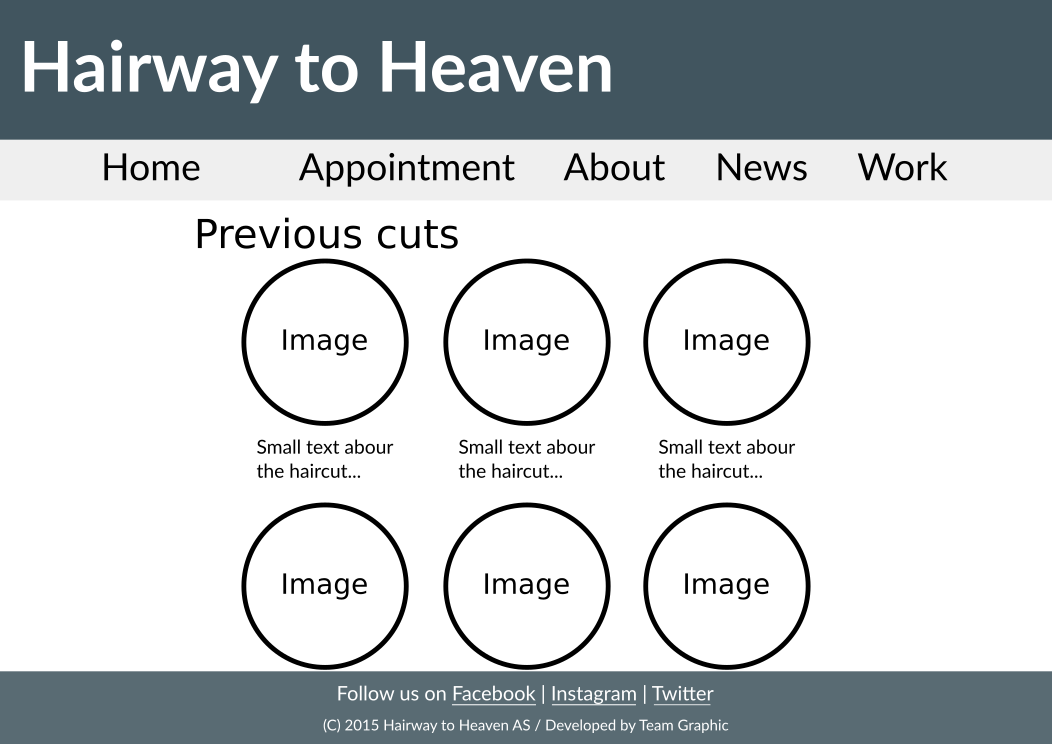 Hairway to Heaven
Home Appointment About News Work
Previous cuts
Image Image Image
Small text abour Small text abour Small text abour
the haircut... the haircut... the haircut...
Image Image Image
Follow us on Facebook | Instagram | Twitter
(C) 2015 Hairway to Heaven AS / Developed by Team Graphic